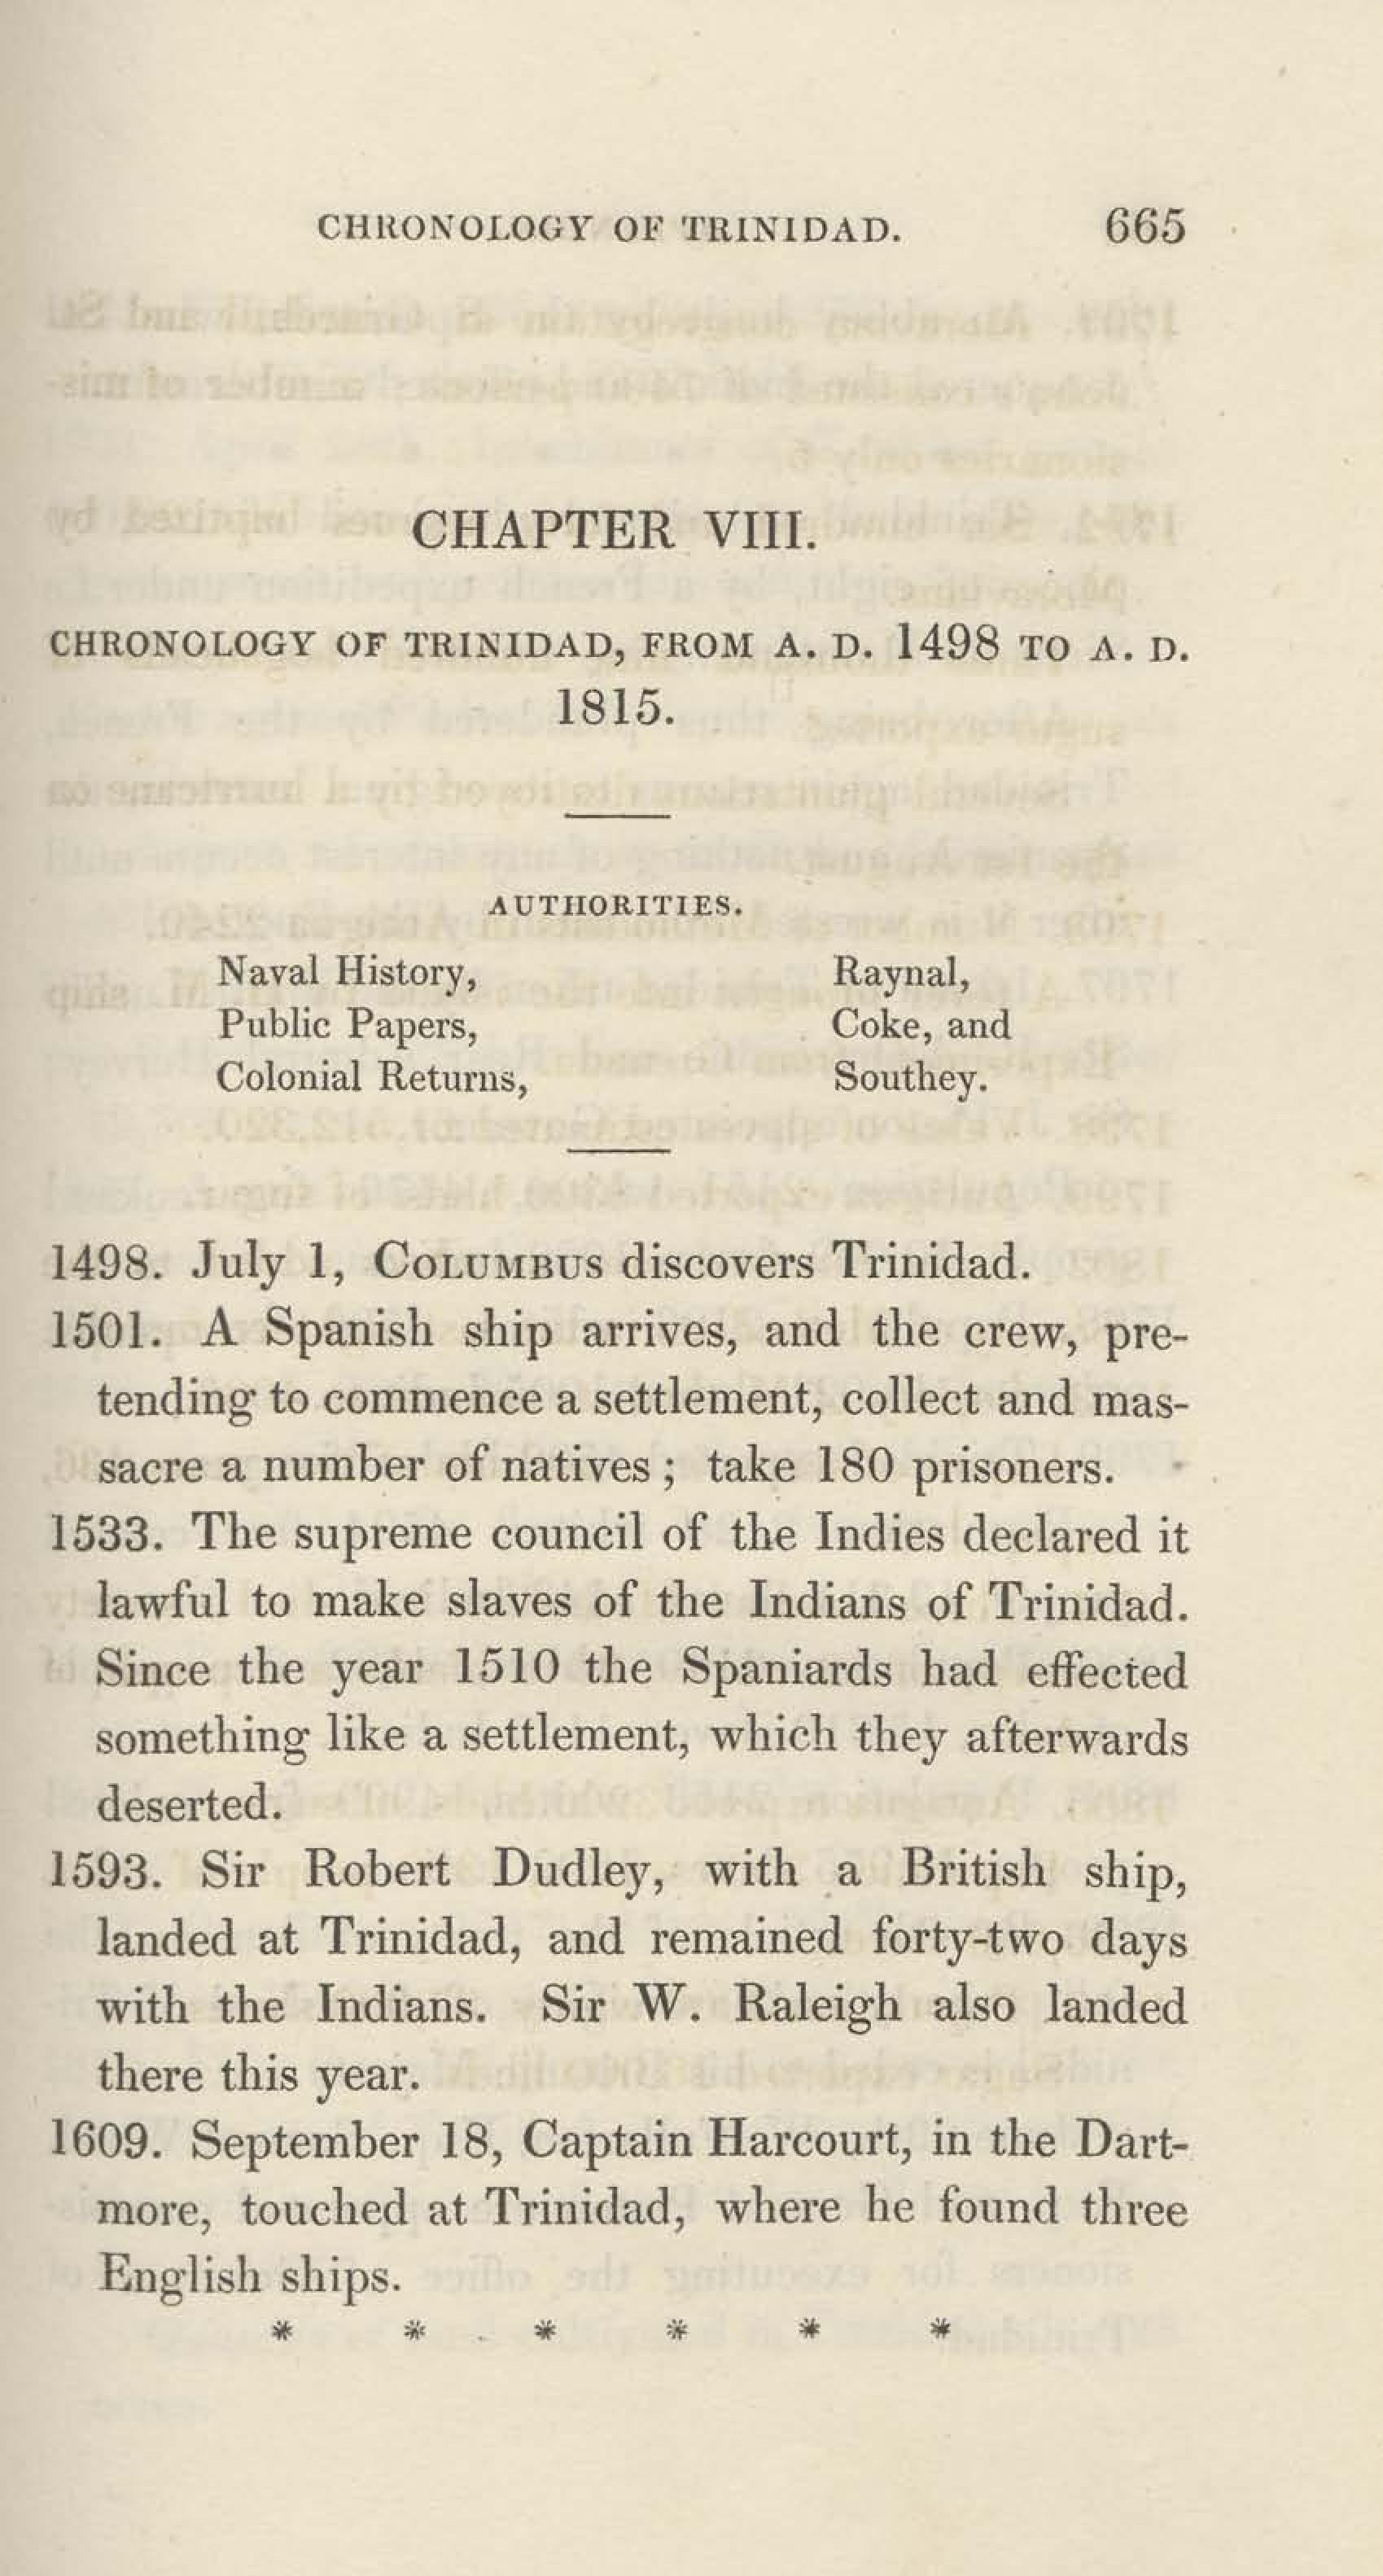 CHRONOLOGY OF TRINIDAD. 665
CHAPTER VIII.
CHRONOLOGY OF TRINIDAD, FROM A. D. 1498 TO A. D.
1815.
AUTHORITIES.
Naval History, Raynal,
Public Papers, Coke, and
Colonial Returns, Southey.
1498. July 1, COLUMBUS discovers Trinidad.
1501. A Spanish ship arrives, and the crew, pre-
tending to commence a settlement, collect and mas-
sacre a number of natives; take 180 prisoners.
1533. The supreme council of the Indies declared it
lawful to make slaves of the Indians of Trinidad.
Since the year 1510 the Spaniards had effected
something like a settlement, which they afterwards
deserted.
1593. Sir Robert Dudley, with a British ship,
landed at Trinidad, and remained forty-two days
with the Indians. Sir W. Raleigh also landed
there this year.
1609. September 18, Captain Harcourt, in the Dart-
more, touched at Trinidad, where he found three
English ships.
* * * * * *